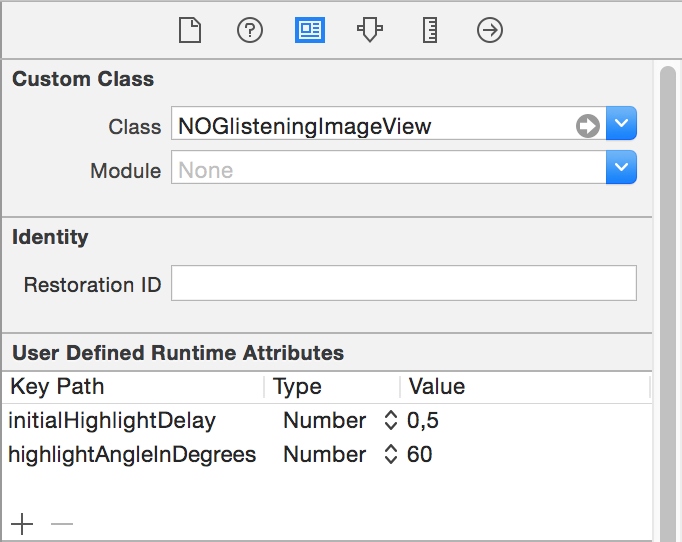 Custom Class
Class NOGlisteningImageView
Module None
Identity
Restoration ID
User Defined Runtime Attributes
Key Path Type Value
initialHighlightDelay Number 0,5
highlightAngleInDegrees Number 60